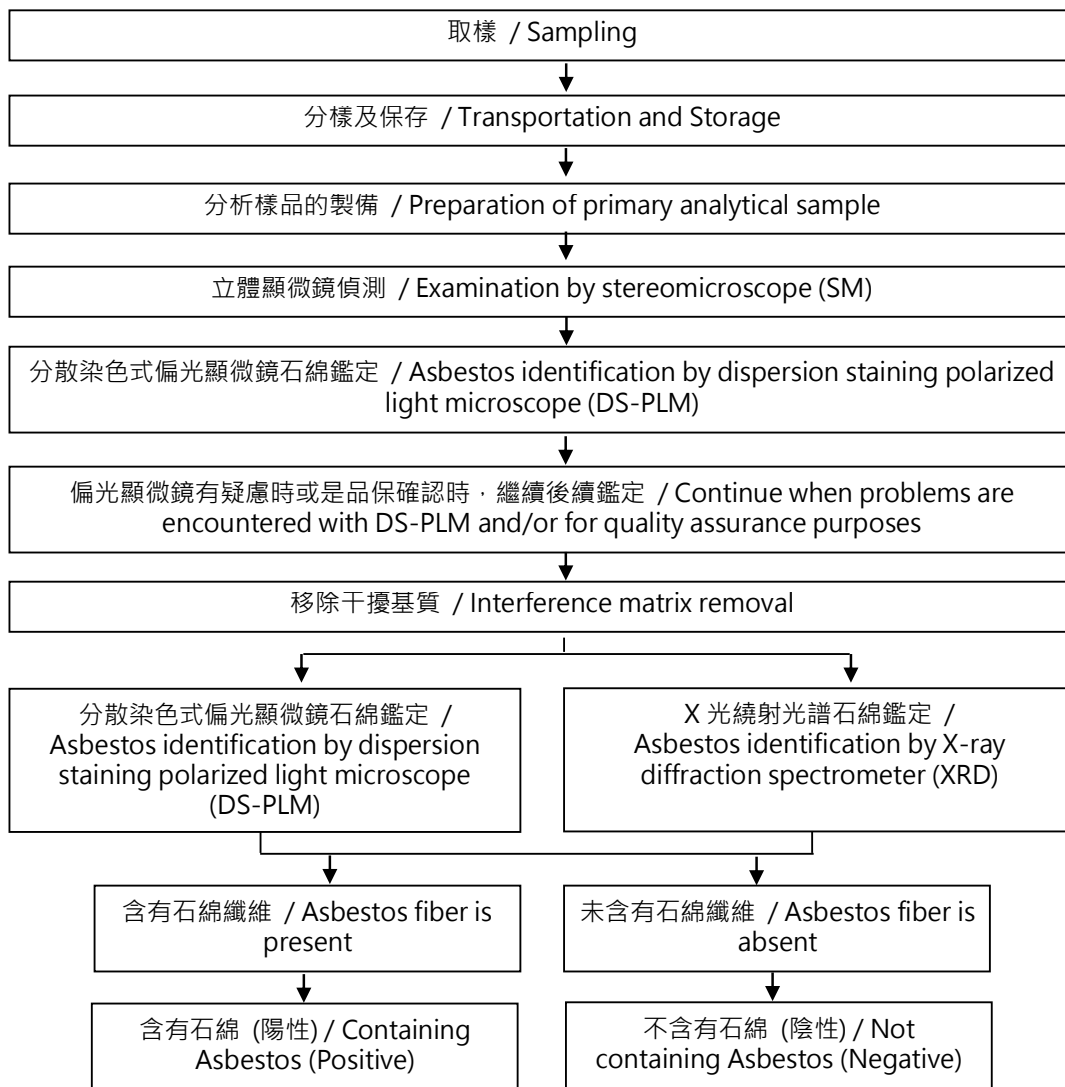 取樣 / Sampling
分樣及保存 / Transportation and Storage
分析樣品的製備 / Preparation of primary analytical sample
立體顯微鏡偵測 / Examination by stereomicroscope (SM)
分散染色式偏光顯微鏡石綿鑑定 / Asbestos identification by dispersion staining polarized
light microscope (DS-PLM)
偏光顯微鏡有疑慮時或是品保確認時，繼續後續鑑定 / Continue when problems are
encountered with DS-PLM and/or for quality assurance purposes
移除干擾基質 / Interference matrix removal
分散染色式偏光顯微鏡石綿鑑定 /
Asbestos identification by dispersion
staining polarized light microscope
(DS-PLM)
X 光繞射光譜石綿鑑定 /
Asbestos identification by X-ray
diffraction spectrometer (XRD)
含有石綿纖維 / Asbestos fiber is
present
未含有石綿纖維 / Asbestos fiber is
absent
含有石綿 (陽性) / Containing
Asbestos (Positive)
不含有石綿 (陰性) / Not
containing Asbestos (Negative)